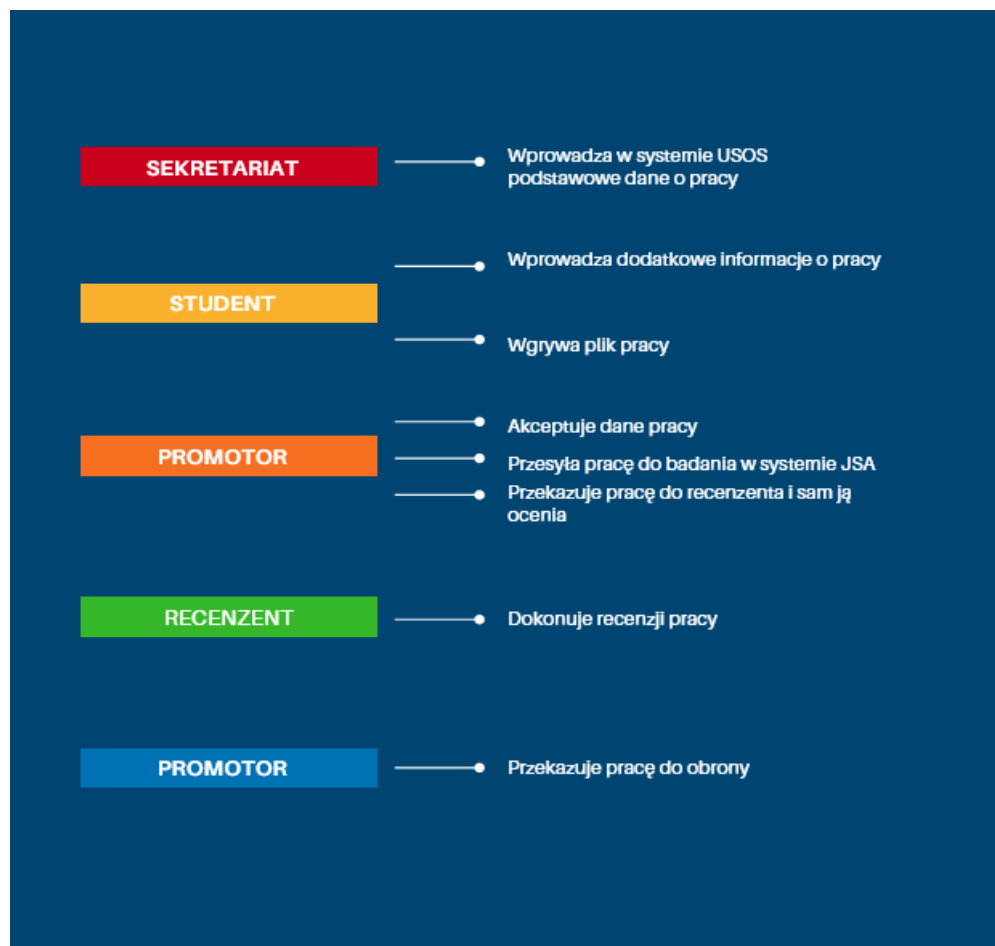 SEKRETARIAT
Wprowadza w systemie USOS
podstawowe dane o pracy
STUDENT
Wprowadza dodatkowe informacje o pracy
Wgrywa plik pracy
PROMOTOR
Akceptuje dane pracy
Przesyła pracę do badania w systemie JSA
Przekazuje pracę do recenzenta i sam ją
ocenia
RECENZENT
Dokonuje recenzji pracy
PROMOTOR
Przekazuje pracę do obrony